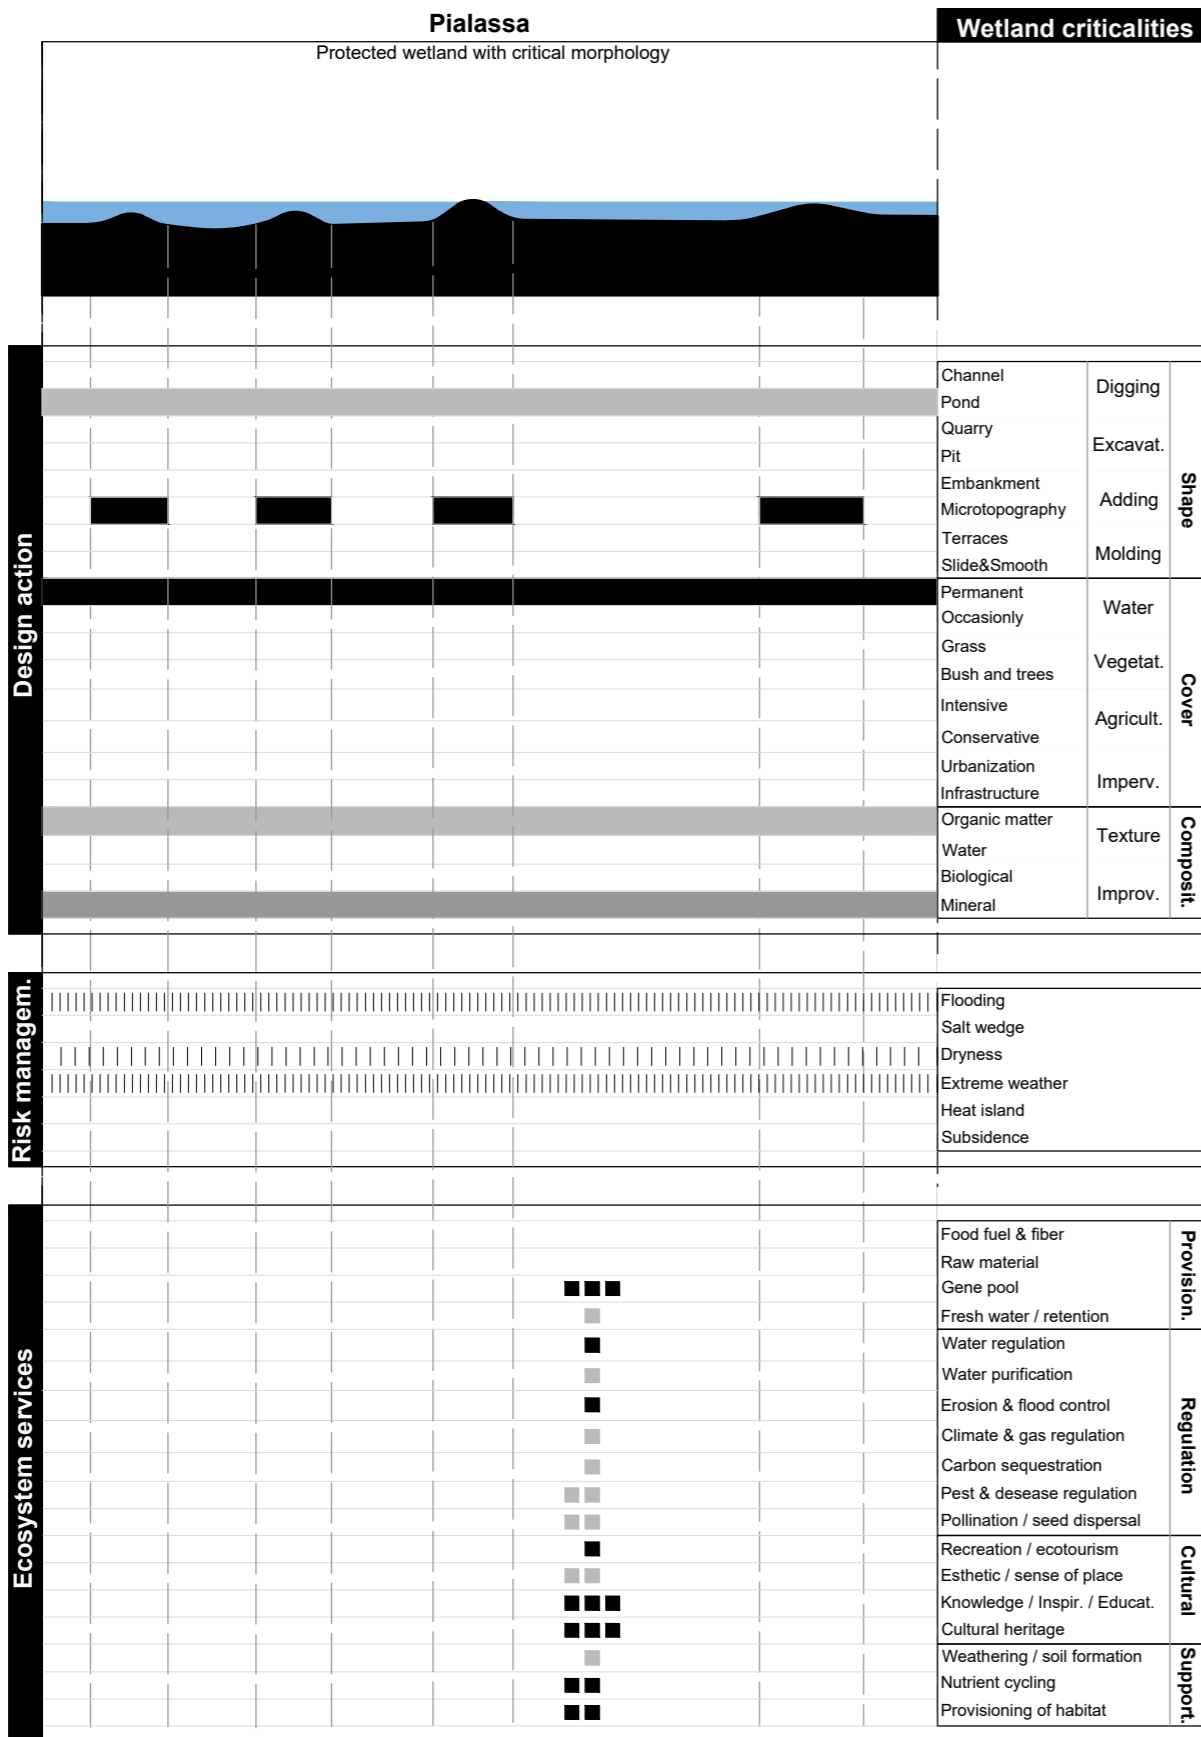 Pialassa
Wetland criticalities
Protected wetland with critical morphology
Design action
Channel
Pond
Digging
Quarry
Pit
Excavat.
Embankment
Microtopography
Adding
Terraces
Slide&Smooth
Molding
Shape
Permanent
Occasionly
Water
Grass
Bush and trees
Vegetat.
Intensive
Conservative
Agricult.
Urbanization
Infrastructure
Imperv.
Cover
Organic matter
Water
Texture
Biological
Mineral
Improv.
Composit.
Risk managem.
Flooding
Salt wedge
Dryness
Extreme weather
Heat island
Subsidence
Ecosystem services
Food fuel & fiber
Raw material
Gene pool
Fresh water / retention
Provision.
Water regulation
Water purification
Erosion & flood control
Climate & gas regulation
Carbon sequestration
Pest & desease regulation
Pollination / seed dispersal
Regulation
Recreation / ecotourism
Esthetic / sense of place
Knowledge / Inspir. / Educat.
Cultural heritage
Cultural
Weathering / soil formation
Nutrient cycling
Provisioning of habitat
Support.